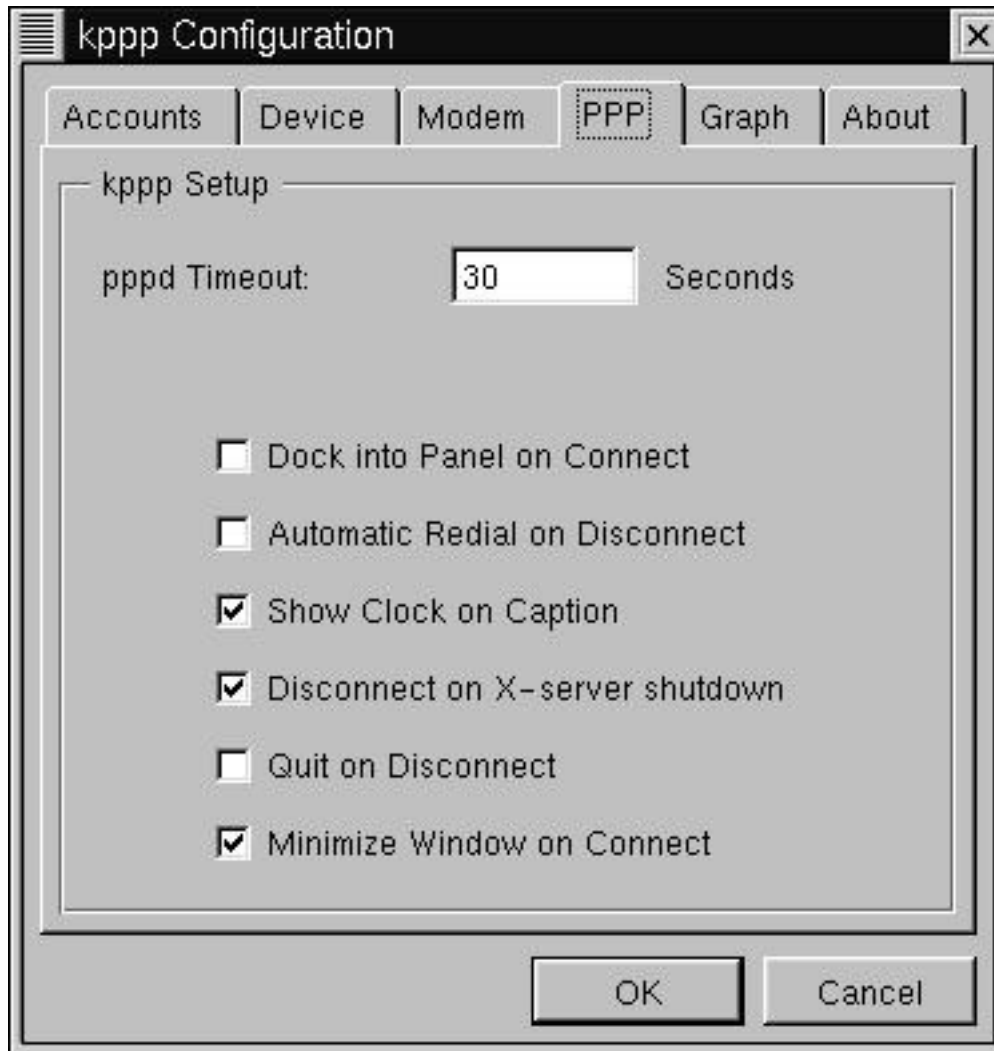 kppp Configuration
Accounts Device Modem PPP Graph About
kppp Setup
pppd Timeout: 30 Seconds
Dock into Panel on Connect
Automatic Redial on Disconnect
Show Clock on Caption
Disconnect on X-server shutdown
Quit on Disconnect
Minimize Window on Connect
OK Cancel